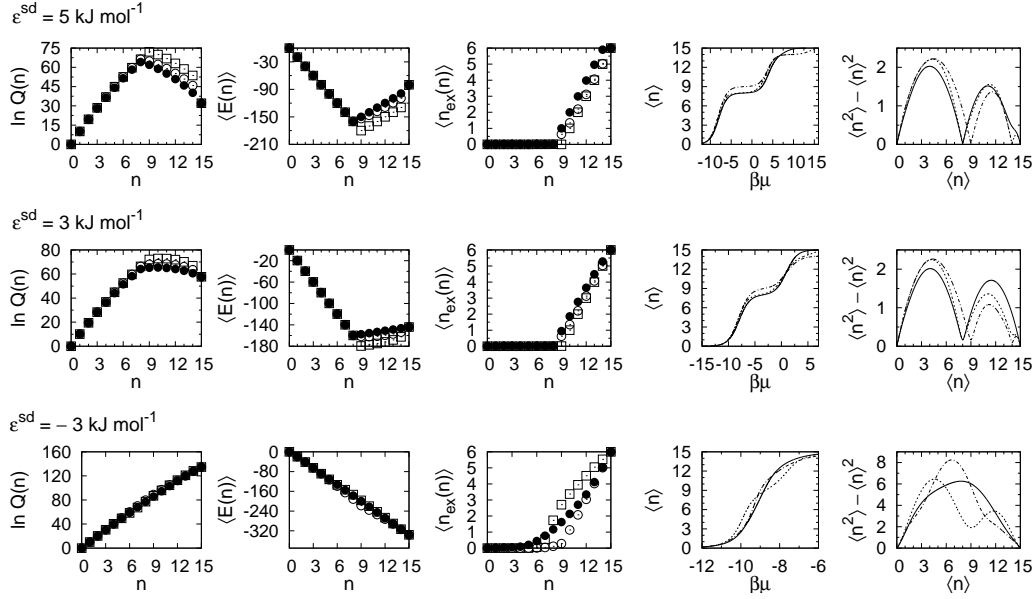 ε^sd = 5 kJ mol^-1
ln Q(n)
75
60
45
30
15
0
0 3 6 9 12 15
n
⟨E(n)⟩
-30
-90
-150
-210
0 3 6 9 12 15
n
⟨n_ex(n)⟩
6
5
4
3
2
1
0
0 3 6 9 12 15
n
⟨n⟩
15
12
9
6
3
0
-10 -5 0 5 10 15
βμ
⟨n²⟩ − ⟨n⟩²
2
1
0
0 3 6 9 12 15
⟨n⟩
ε^sd = 3 kJ mol^-1
ln Q(n)
80
60
40
20
0
0 3 6 9 12 15
n
⟨E(n)⟩
-20
-60
-100
-140
-180
0 3 6 9 12 15
n
⟨n_ex(n)⟩
6
5
4
3
2
1
0
0 3 6 9 12 15
n
⟨n⟩
15
12
9
6
3
0
-15 -10 -5 0 5
βμ
⟨n²⟩ − ⟨n⟩²
2
1
0
0 3 6 9 12 15
⟨n⟩
ε^sd = − 3 kJ mol^-1
ln Q(n)
160
120
80
40
0
0 3 6 9 12 15
n
⟨E(n)⟩
0
-80
-160
-240
-320
0 3 6 9 12 15
n
⟨n_ex(n)⟩
6
5
4
3
2
1
0
0 3 6 9 12 15
n
⟨n⟩
15
12
9
6
3
0
-12 -10 -8 -6
βμ
⟨n²⟩ − ⟨n⟩²
8
6
4
2
0
0 3 6 9 12 15
⟨n⟩